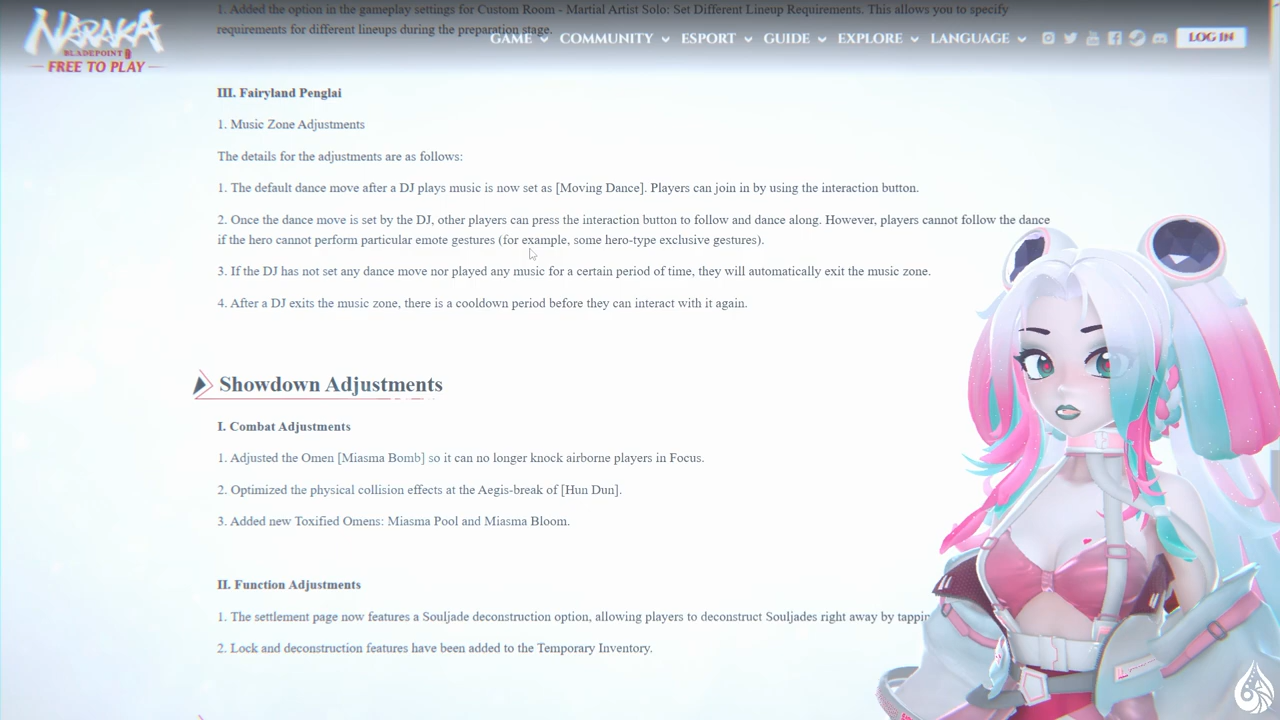 1. Added the option in the gameplay settings for Custom Room - Martial Artist Solo: Set Different Lineup Requirements. This allows you to specify
requirements for different lineups during the preparation stage.
NARAKA
BLADEPOINT
FREE TO PLAY
GAME COMMUNITY ESPORT GUIDE EXPLORE LANGUAGE LOG IN
III. Fairyland Penglai
1. Music Zone Adjustments
The details for the adjustments are as follows:
1. The default dance move after a DJ plays music is now set as [Moving Dance]. Players can join in by using the interaction button.
2. Once the dance move is set by the DJ, other players can press the interaction button to follow and dance along. However, players cannot follow the dance
if the hero cannot perform particular emote gestures (for example, some hero-type exclusive gestures).
3. If the DJ has not set any dance move nor played any music for a certain period of time, they will automatically exit the music zone.
4. After a DJ exits the music zone, there is a cooldown period before they can interact with it again.
Showdown Adjustments
I. Combat Adjustments
1. Adjusted the Omen [Miasma Bomb] so it can no longer knock airborne players in Focus.
2. Optimized the physical collision effects at the Aegis-break of [Hun Dun].
3. Added new Toxified Omens: Miasma Pool and Miasma Bloom.
II. Function Adjustments
1. The settlement page now features a Souljade deconstruction option, allowing players to deconstruct Souljades right away by
2. Lock and deconstruction features have been added to the Temporary Inventory.